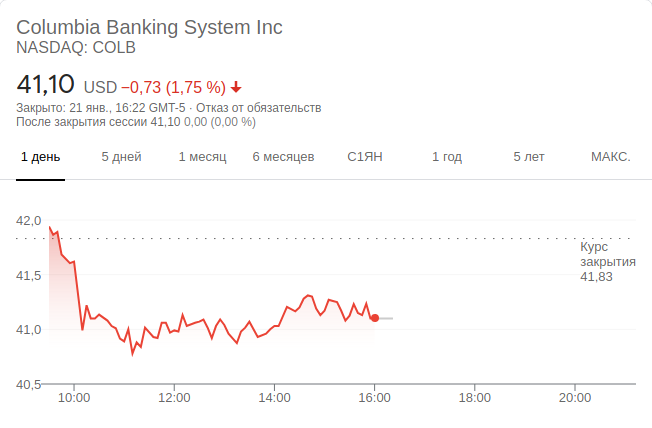 Columbia Banking System Inc
NASDAQ: COLB
41,10 USD −0,73 (1,75 %)
Закрыто: 21 янв., 16:22 GMT-5 · Отказ от обязательств
После закрытия сессии 41,10 0,00 (0,00 %)
1 день 5 дней 1 месяц 6 месяцев С1ЯН 1 год 5 лет МАКС.
42,0
Курс
закрытия
41,83
41,5
41,0
40,5
10:00 12:00 14:00 16:00 18:00 20:00